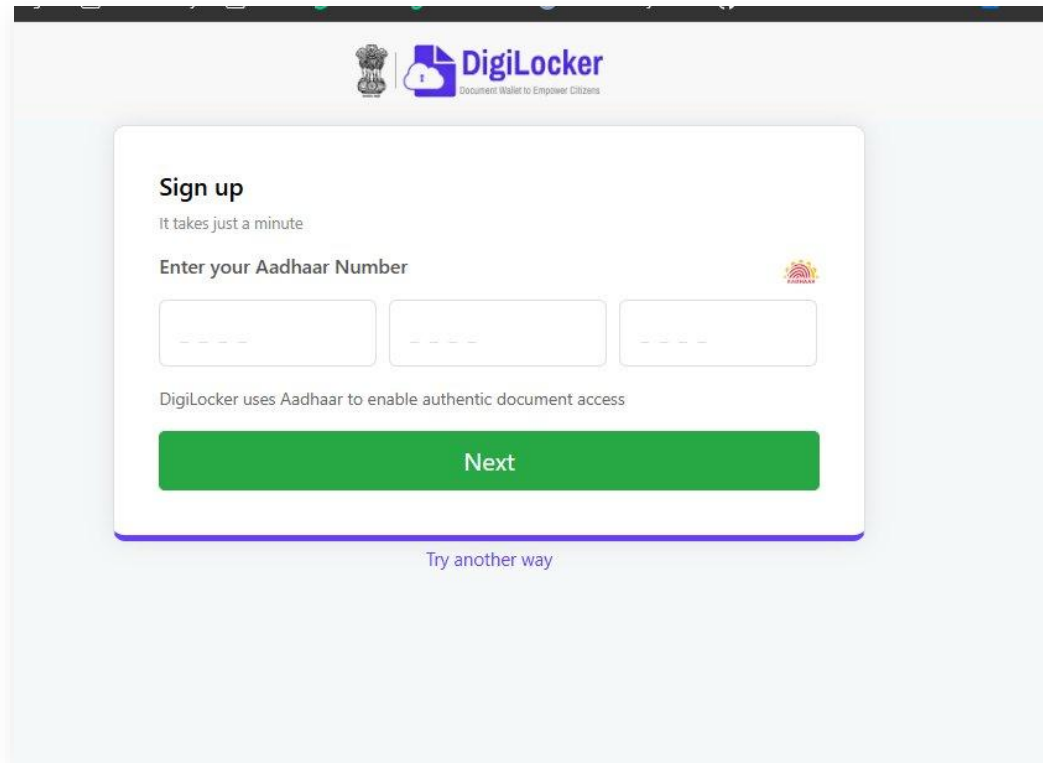 DigiLocker
Document Wallet to Empower Citizens
Sign up
It takes just a minute
Enter your Aadhaar Number
AADHAAR
_ _ _ _ _ _ _ _ _ _ _ _
DigiLocker uses Aadhaar to enable authentic document access
Next
Try another way